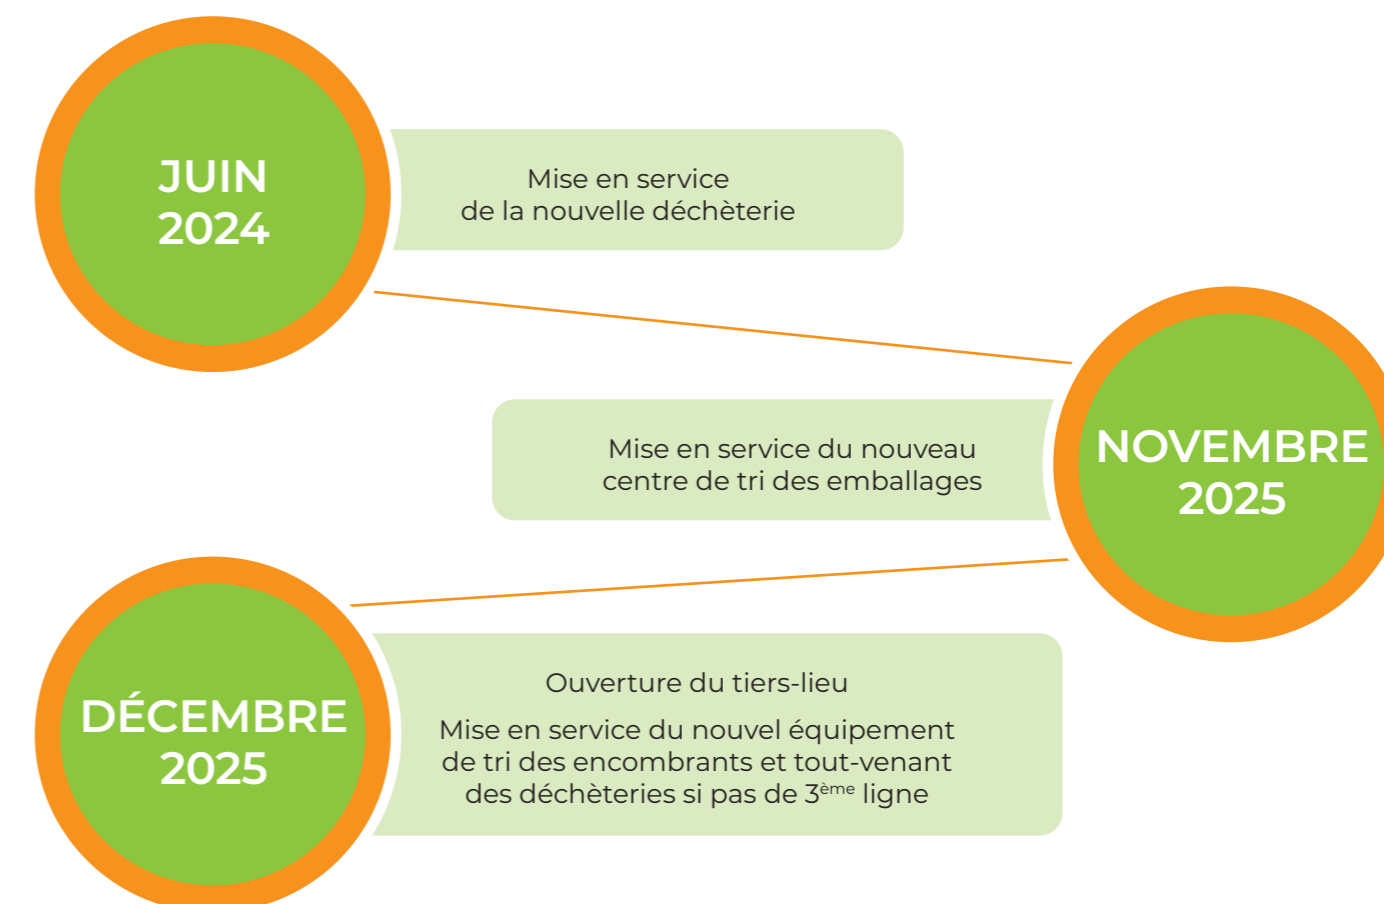 JUIN
2024
Mise en service
de la nouvelle déchèterie
Mise en service du nouveau
centre de tri des emballages
NOVEMBRE
2025
DÉCEMBRE
2025
Ouverture du tiers-lieu
Mise en service du nouvel équipement
de tri des encombrants et tout-venant
des déchèteries si pas de 3ème ligne